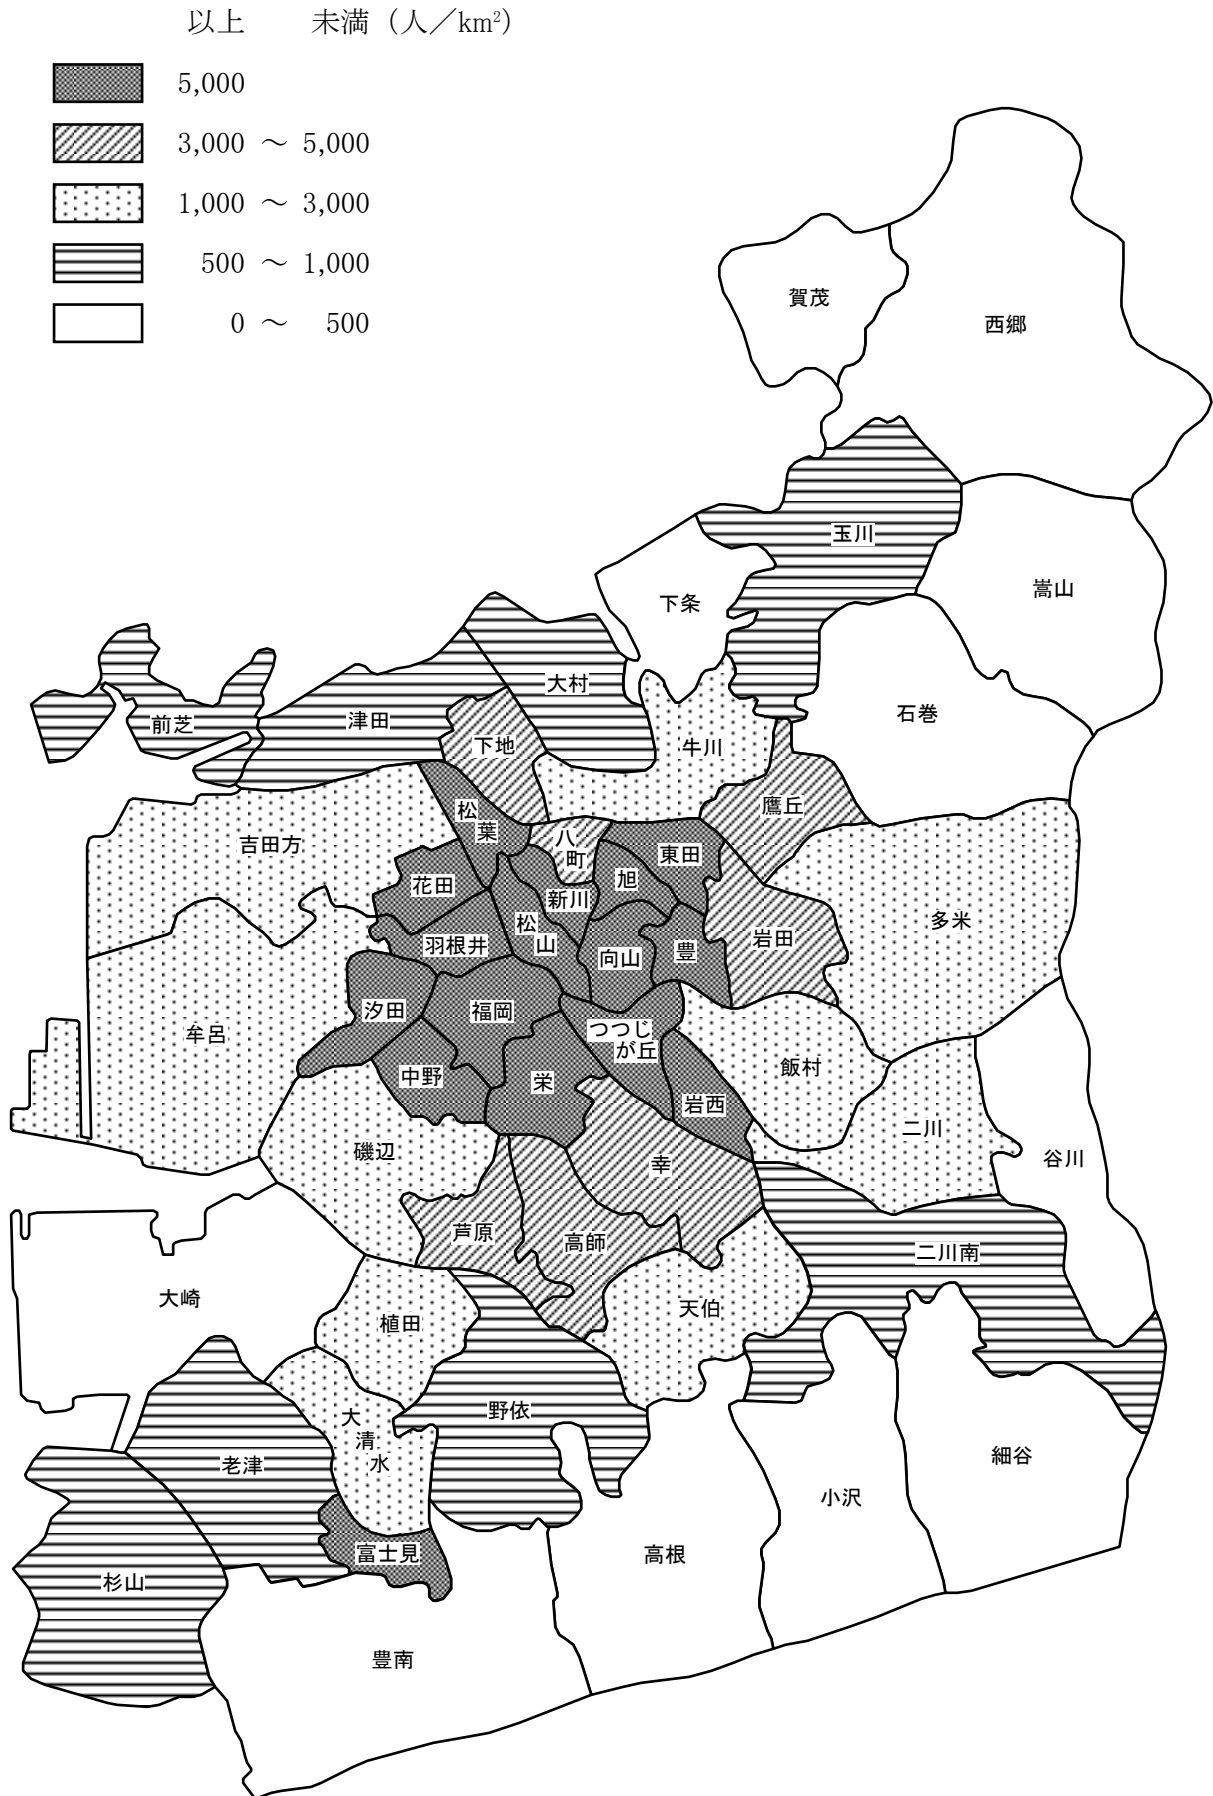 以上 未満（人／km²）
5,000
3,000 ～ 5,000
1,000 ～ 3,000
500 ～ 1,000
0 ～ 500
賀茂
西郷
玉川
嵩山
下条
大村
石巻
前芝
津田
下地
牛川
鷹丘
松葉
八町
吉田方
東田
花田
旭
新川
多米
羽根井
松山
岩田
豊
向山
汐田
福岡
牟呂
つつじが丘
飯村
中野
栄
岩西
二川
磯辺
谷川
幸
芦原
高師
二川南
大崎
植田
天伯
野依
大清水
老津
細谷
小沢
富士見
高根
杉山
豊南